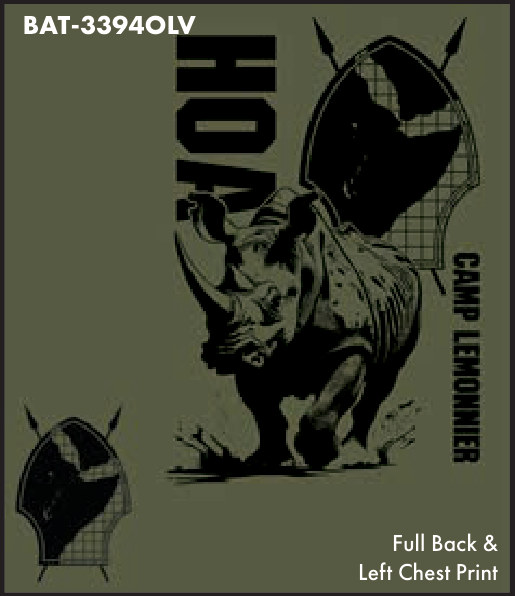 BAT-3394OLV
HOA
CAMP LEMONNIER
Full Back &
Left Chest Print